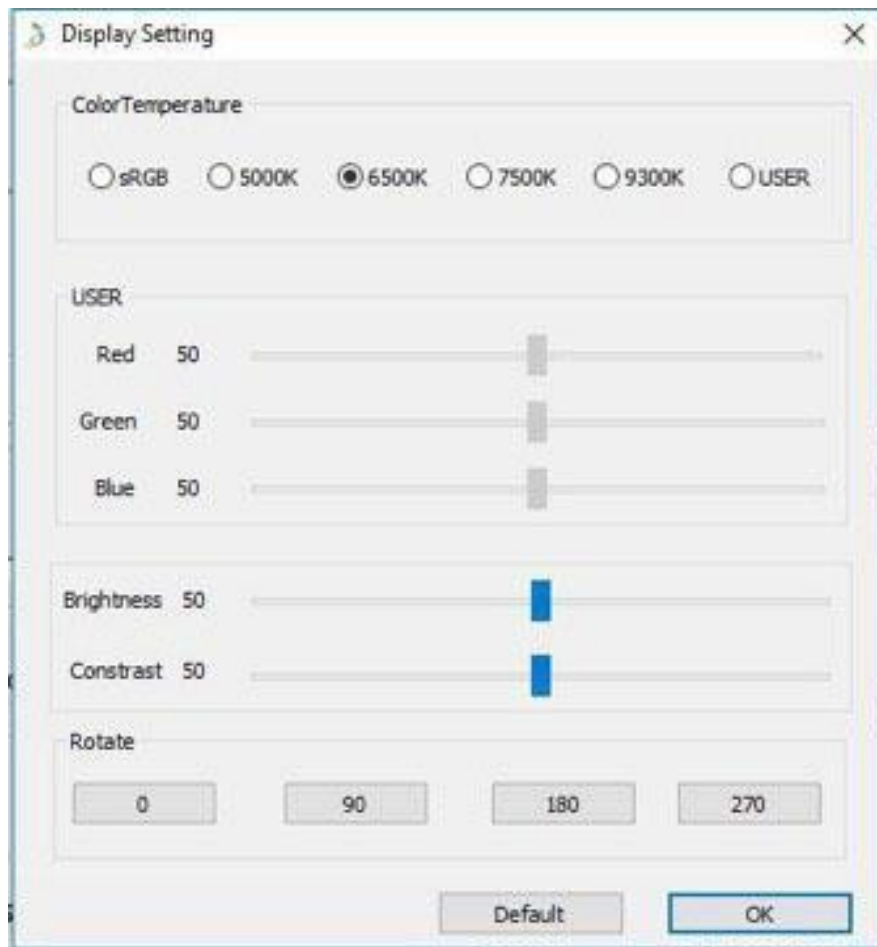 Display Setting
ColorTemperature
sRGB 5000K 6500K 7500K 9300K USER
USER
Red 50
Green 50
Blue 50
Brightness 50
Constrast 50
Rotate
0 90 180 270
Default OK